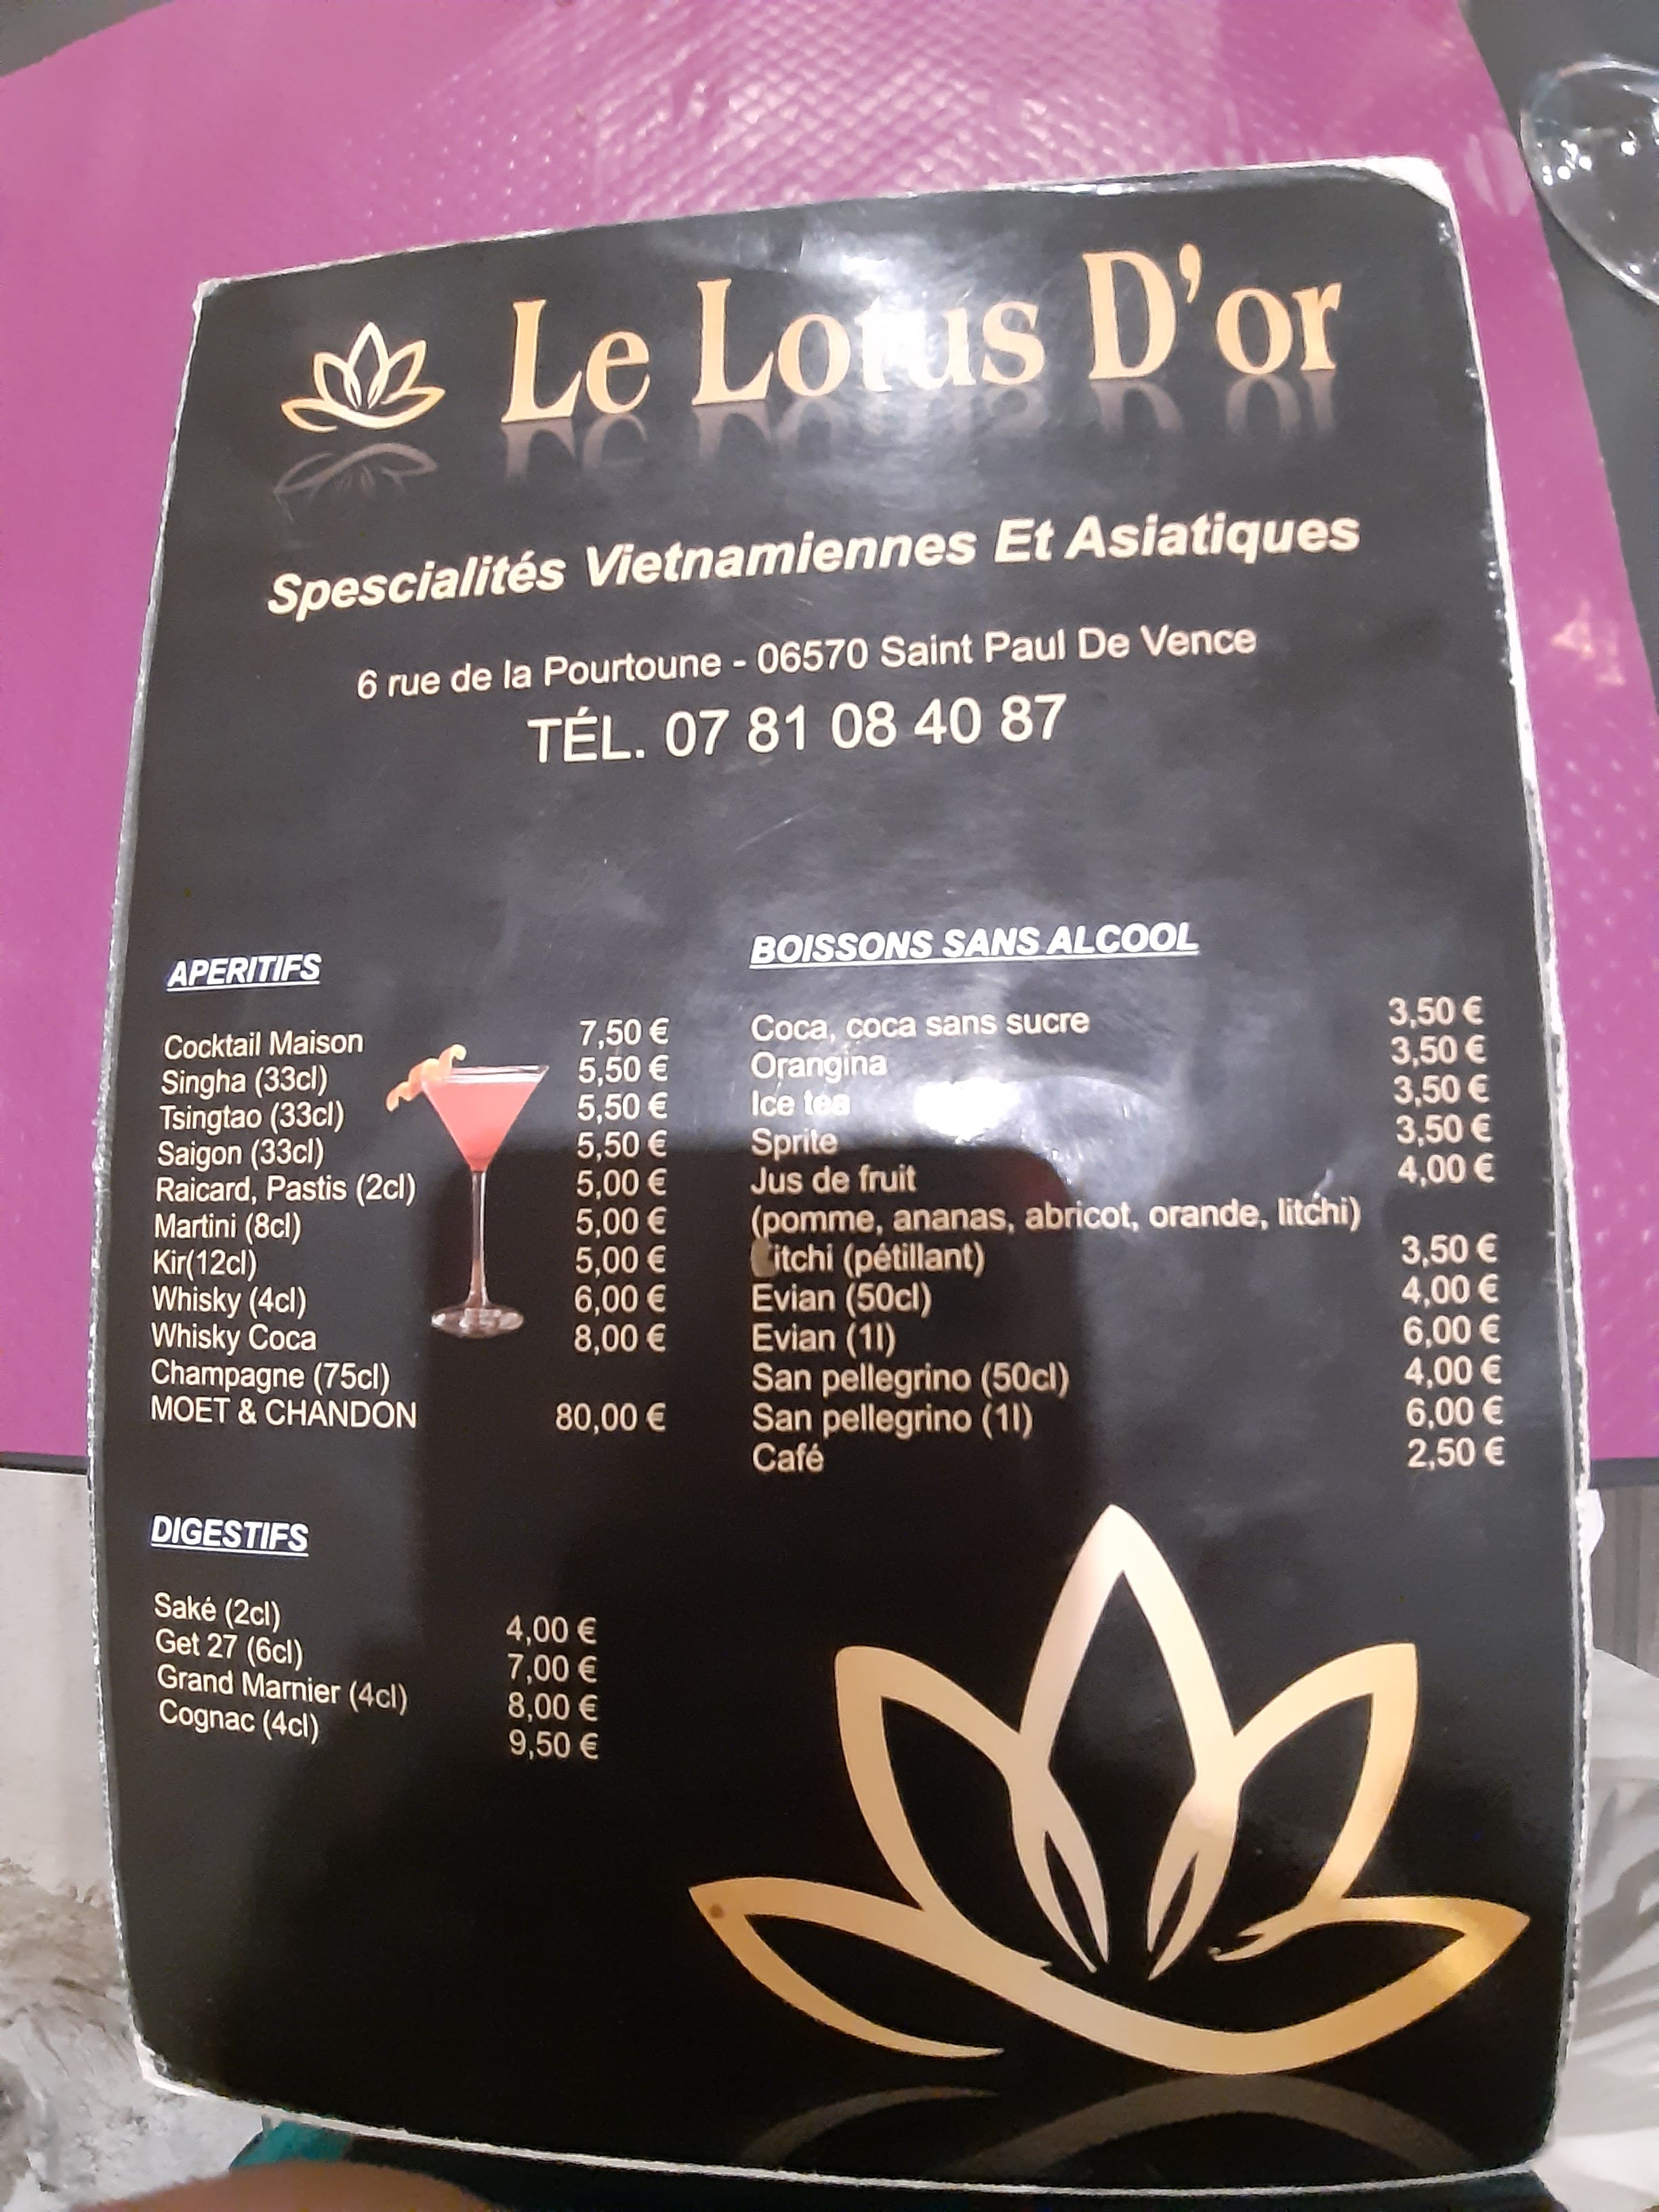 Le Lotus D'or
Spescialités Vietnamiennes Et Asiatiques
6 rue de la Pourtoune - 06570 Saint Paul De Vence
TÉL. 07 81 08 40 87
APERITIFS
Cocktail Maison 7,50 €
Singha (33cl) 5,50 €
Tsingtao (33cl) 5,50 €
Saigon (33cl) 5,50 €
Raicard, Pastis (2cl) 5,00 €
Martini (8cl) 5,00 €
Kir(12cl) 5,00 €
Whisky (4cl) 6,00 €
Whisky Coca 8,00 €
Champagne (75cl)
MOET & CHANDON 80,00 €
DIGESTIFS
Saké (2cl) 4,00 €
Get 27 (6cl) 7,00 €
Grand Marnier (4cl) 8,00 €
Cognac (4cl) 9,50 €
BOISSONS SANS ALCOOL
Coca, coca sans sucre 3,50 €
Orangina 3,50 €
Ice tea 3,50 €
Sprite 3,50 €
Jus de fruit 4,00 €
(pomme, ananas, abricot, orande, litchi)
Litchi (pétillant) 3,50 €
Evian (50cl) 4,00 €
Evian (1l) 6,00 €
San pellegrino (50cl) 4,00 €
San pellegrino (1l) 6,00 €
Café 2,50 €